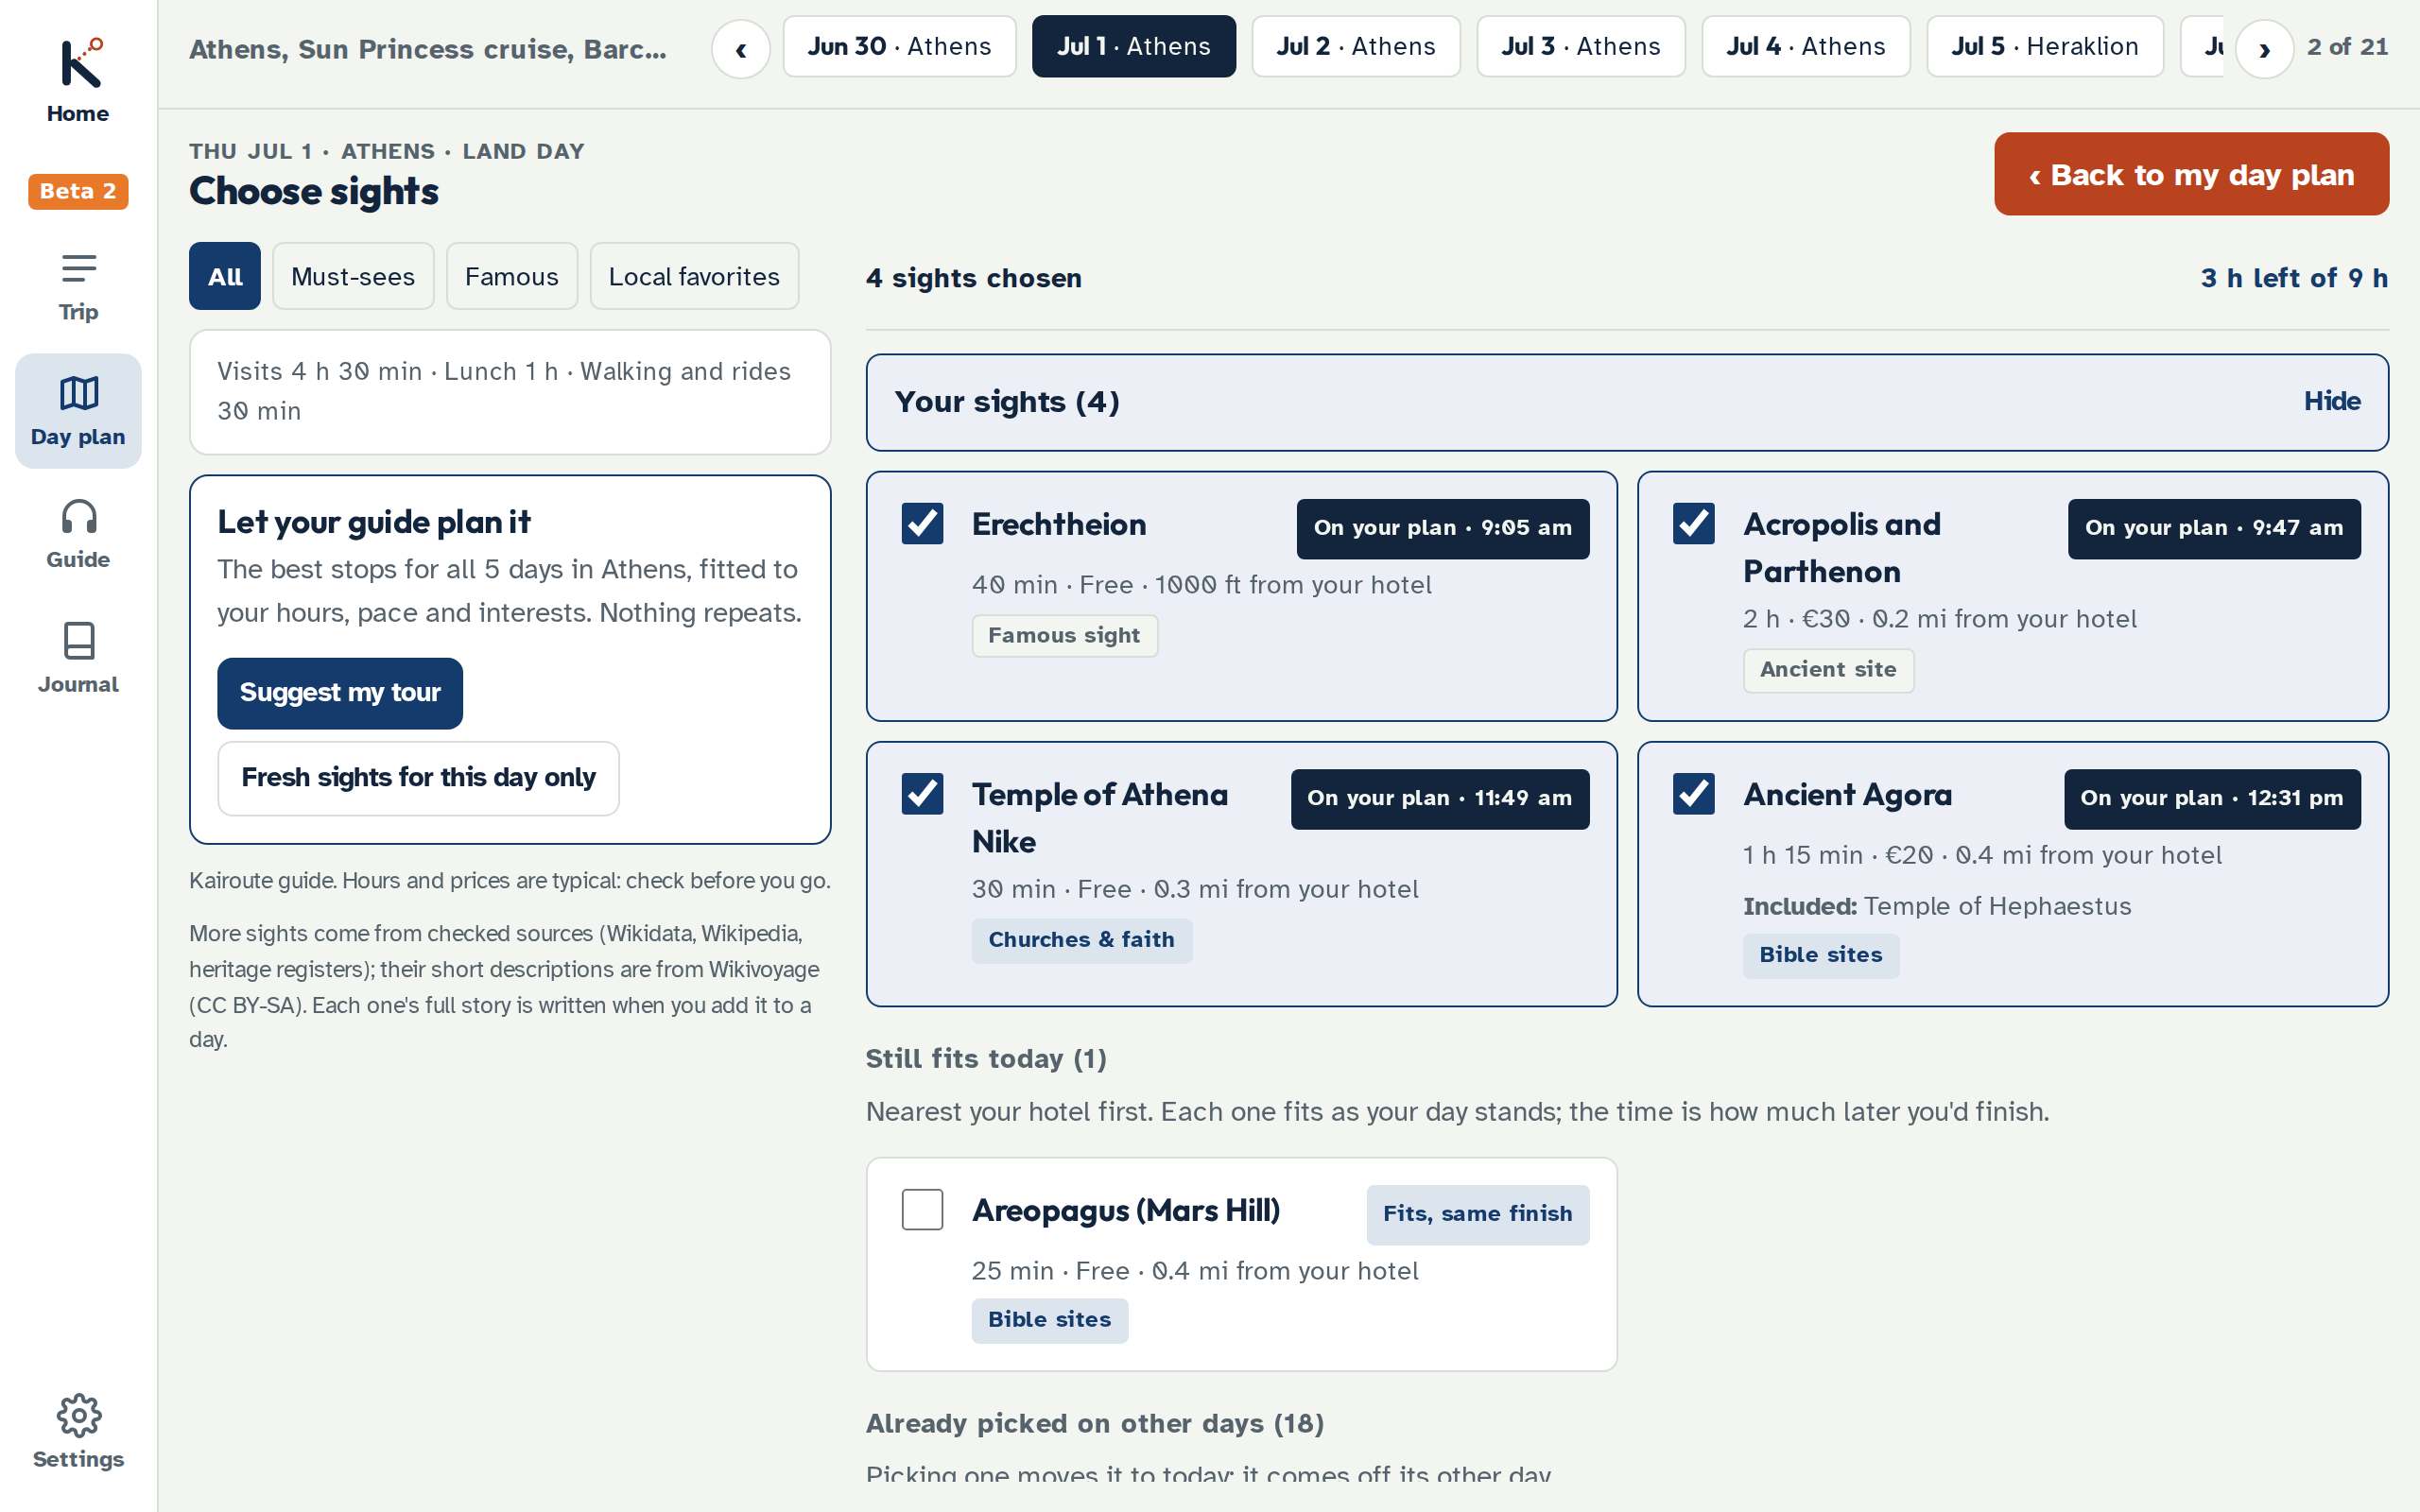 Home
Beta 2
Trip
Day plan
Guide
Journal
Settings
Athens, Sun Princess cruise, Barc...
‹
Jun 30 · Athens
Jul 1 · Athens
Jul 2 · Athens
Jul 3 · Athens
Jul 4 · Athens
Jul 5 · Heraklion
›
2 of 21
THU JUL 1 · ATHENS · LAND DAY
Choose sights
‹ Back to my day plan
All
Must-sees
Famous
Local favorites
Visits 4 h 30 min · Lunch 1 h · Walking and rides
30 min
Let your guide plan it
The best stops for all 5 days in Athens, fitted to
your hours, pace and interests. Nothing repeats.
Suggest my tour
Fresh sights for this day only
Kairoute guide. Hours and prices are typical: check before you go.
More sights come from checked sources (Wikidata, Wikipedia,
heritage registers); their short descriptions are from Wikivoyage
(CC BY-SA). Each one's full story is written when you add it to a
day.
4 sights chosen
3 h left of 9 h
Your sights (4)
Hide
Erechtheion
On your plan · 9:05 am
40 min · Free · 1000 ft from your hotel
Famous sight
Acropolis and
Parthenon
On your plan · 9:47 am
2 h · €30 · 0.2 mi from your hotel
Ancient site
Temple of Athena
Nike
On your plan · 11:49 am
30 min · Free · 0.3 mi from your hotel
Churches & faith
Ancient Agora
On your plan · 12:31 pm
1 h 15 min · €20 · 0.4 mi from your hotel
Included: Temple of Hephaestus
Bible sites
Still fits today (1)
Nearest your hotel first. Each one fits as your day stands; the time is how much later you'd finish.
Areopagus (Mars Hill)
Fits, same finish
25 min · Free · 0.4 mi from your hotel
Bible sites
Already picked on other days (18)
Picking one moves it to today: it comes off its other day